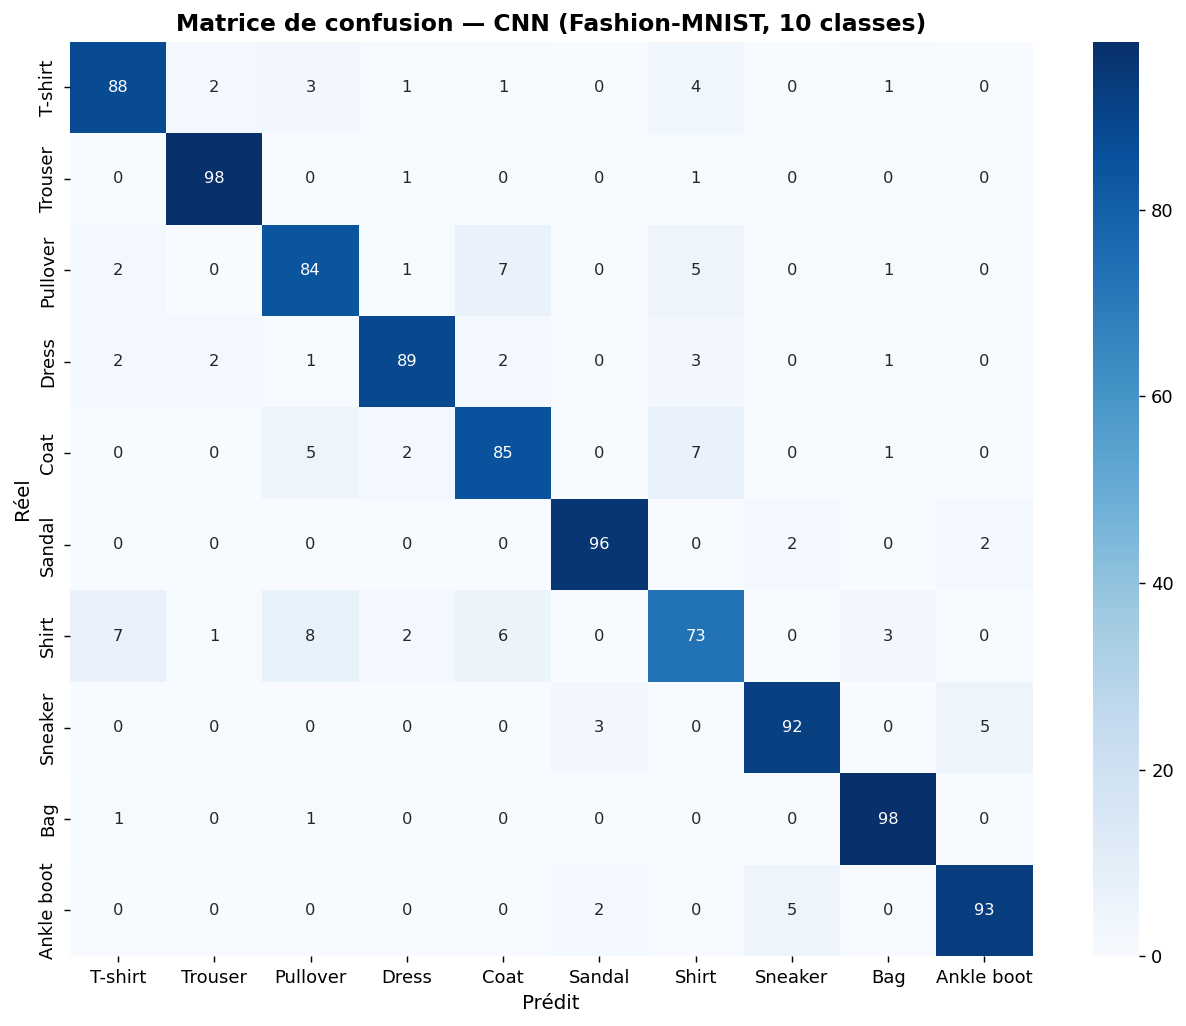 Matrice de confusion — CNN (Fashion-MNIST, 10 classes)
T-shirt 88 2 3 1 1 0 4 0 1 0
Trouser 0 98 0 1 0 0 1 0 0 0
Pullover 2 0 84 1 7 0 5 0 1 0
Dress 2 2 1 89 2 0 3 0 1 0
Coat 0 0 5 2 85 0 7 0 1 0
Sandal 0 0 0 0 0 96 0 2 0 2
Shirt 7 1 8 2 6 0 73 0 3 0
Sneaker 0 0 0 0 0 3 0 92 0 5
Bag 1 0 1 0 0 0 0 0 98 0
Ankle boot 0 0 0 0 0 2 0 5 0 93
T-shirt Trouser Pullover Dress Coat Sandal Shirt Sneaker Bag Ankle boot
Prédit
Réel
80
60
40
20
0